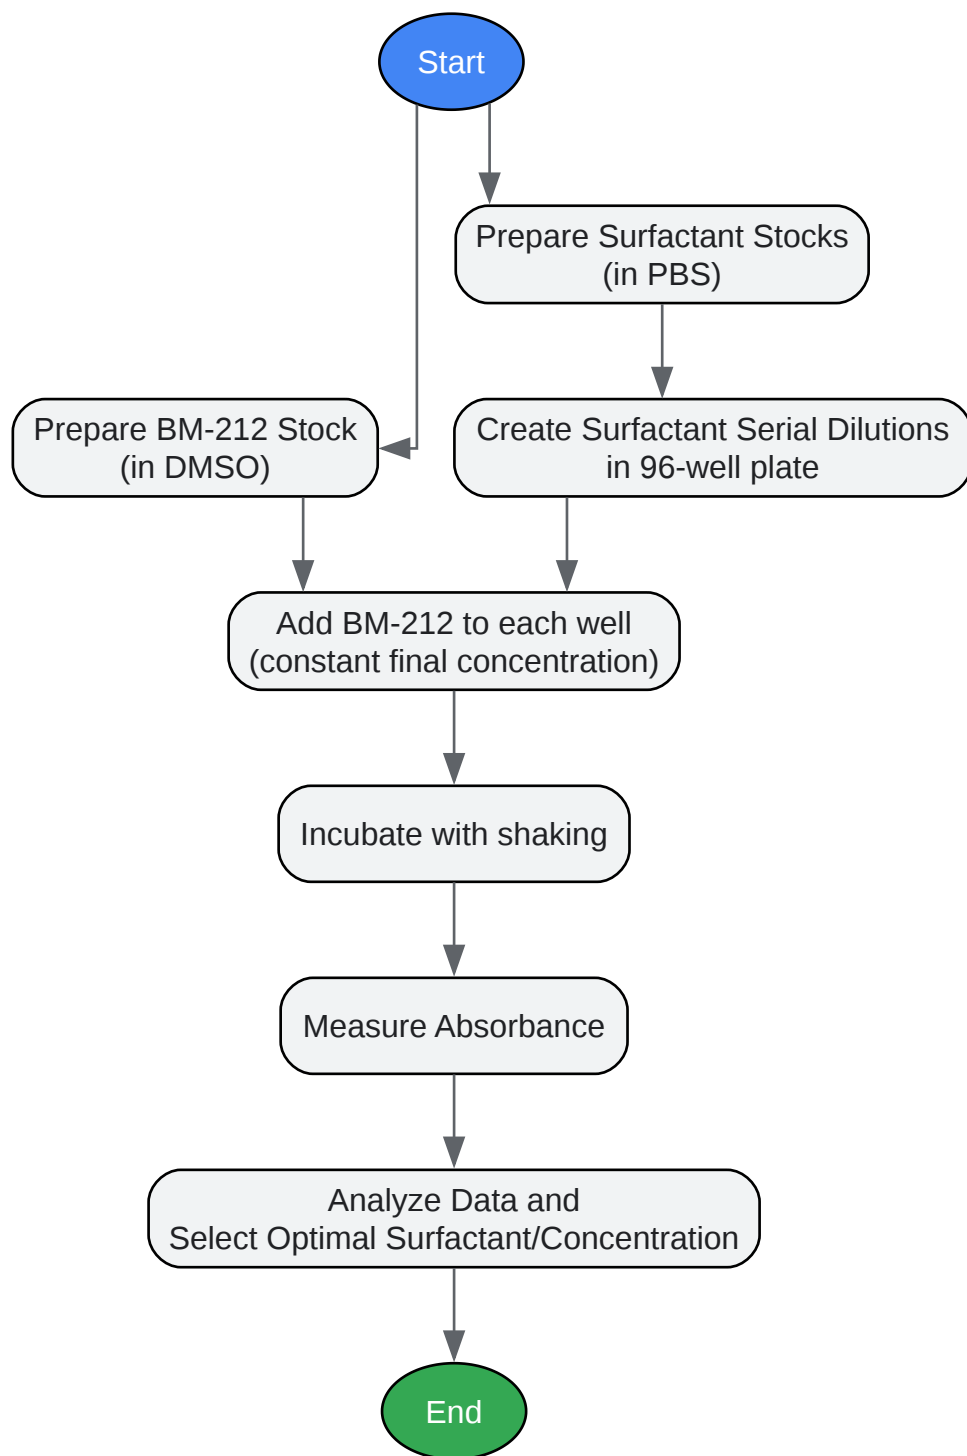 Start
Prepare Surfactant Stocks
(in PBS)
Prepare BM-212 Stock
(in DMSO)
Create Surfactant Serial Dilutions
in 96-well plate
Add BM-212 to each well
(constant final concentration)
Incubate with shaking
Measure Absorbance
Analyze Data and
Select Optimal Surfactant/Concentration
End